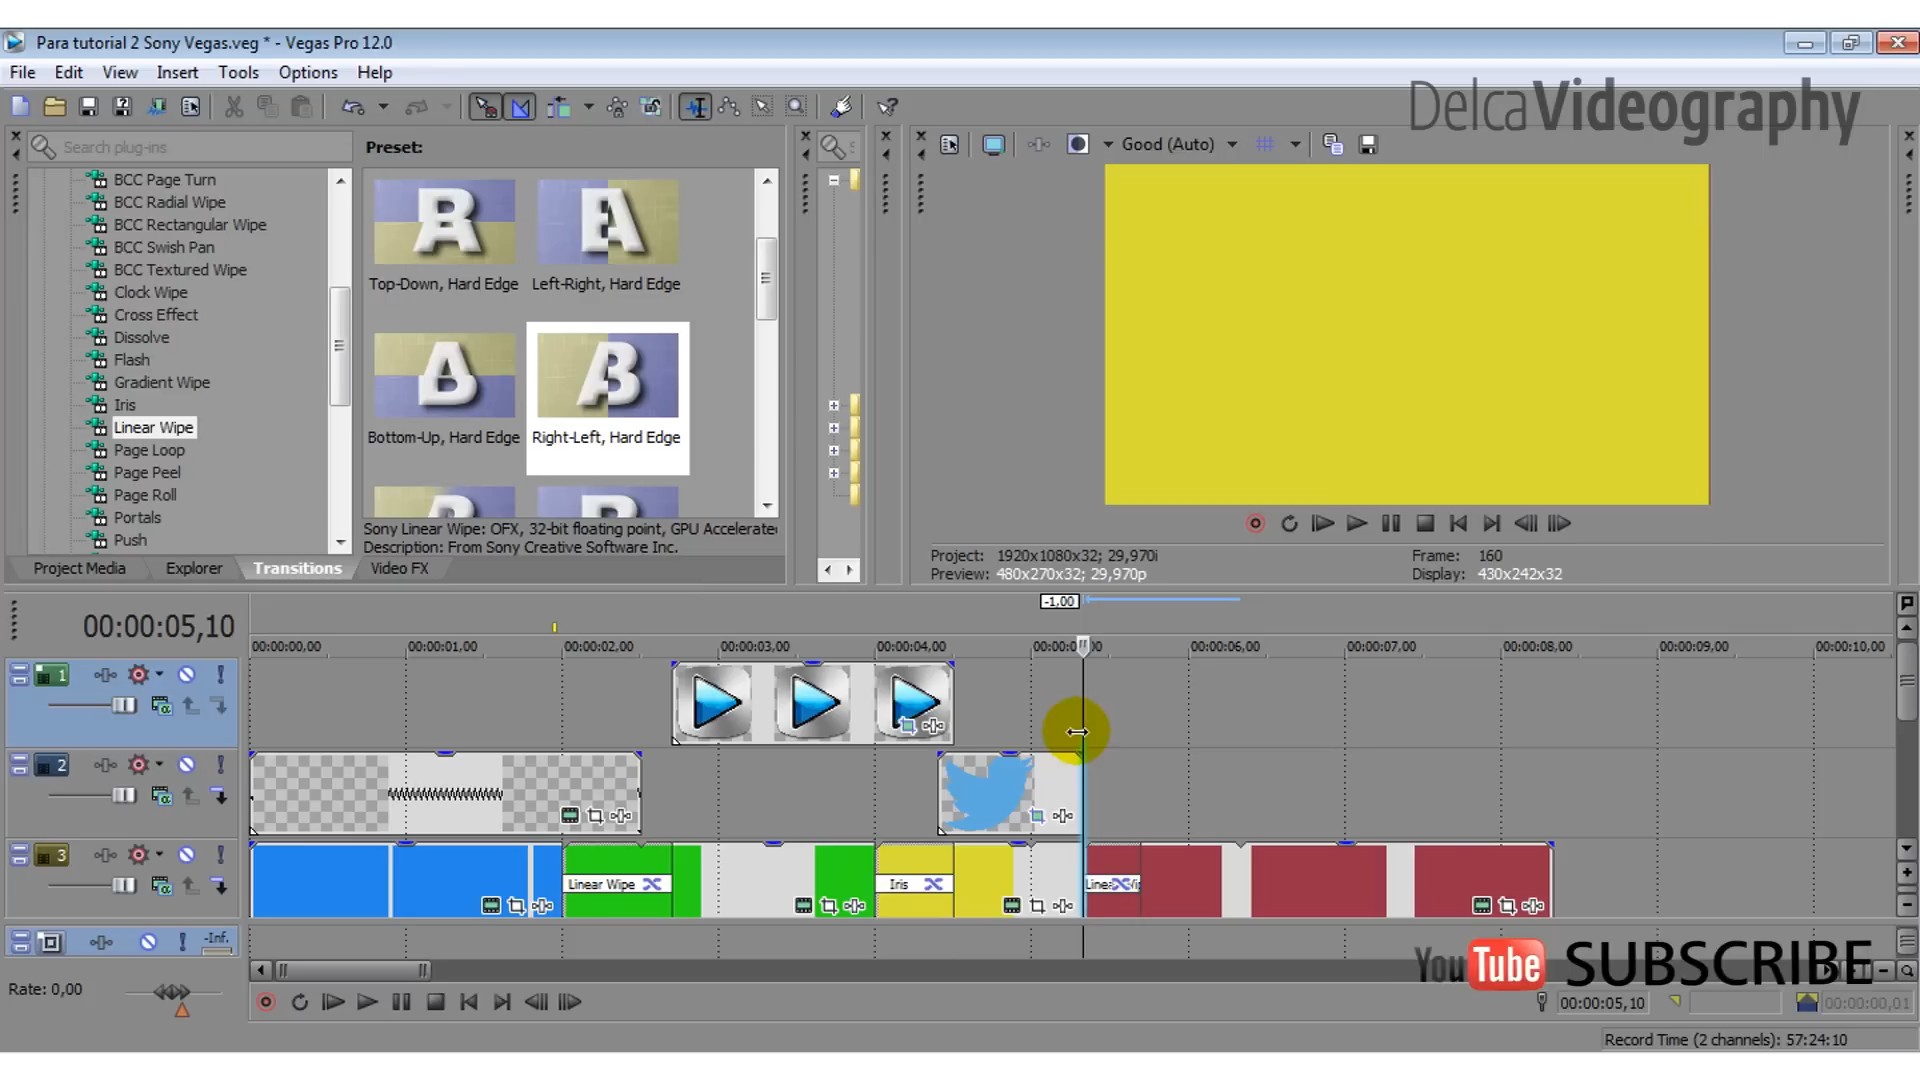 Para tutorial 2 Sony Vegas.veg * - Vegas Pro 12.0
File Edit View Insert Tools Options Help
DelcaVideography
Search plug-ins
Preset:
Good (Auto)
BCC Page Turn
BCC Radial Wipe
BCC Rectangular Wipe
BCC Swish Pan
BCC Textured Wipe
Clock Wipe
Cross Effect
Dissolve
Flash
Gradient Wipe
Iris
Linear Wipe
Page Loop
Page Peel
Page Roll
Portals
Push
Top-Down, Hard Edge
Left-Right, Hard Edge
Bottom-Up, Hard Edge
Right-Left, Hard Edge
Sony Linear Wipe: OFX, 32-bit floating point, GPU Accelerated
Description: From Sony Creative Software Inc.
Project Media Explorer Transitions Video FX
Project: 1920x1080x32; 29,970i
Preview: 480x270x32; 29,970p
Frame: 160
Display: 430x242x32
-1.00
00:00:05,10
00:00:00,00 00:00:01,00 00:00:02,00 00:00:03,00 00:00:04,00 00:00:06,00 00:00:07,00 00:00:08,00 00:00:09,00 00:00:10,00
1
2
3
Linear Wipe
Iris
-Inf.
Rate: 0,00
YouTube SUBSCRIBE
00:00:05,10
00:00:00,01
Record Time (2 channels): 57:24:10